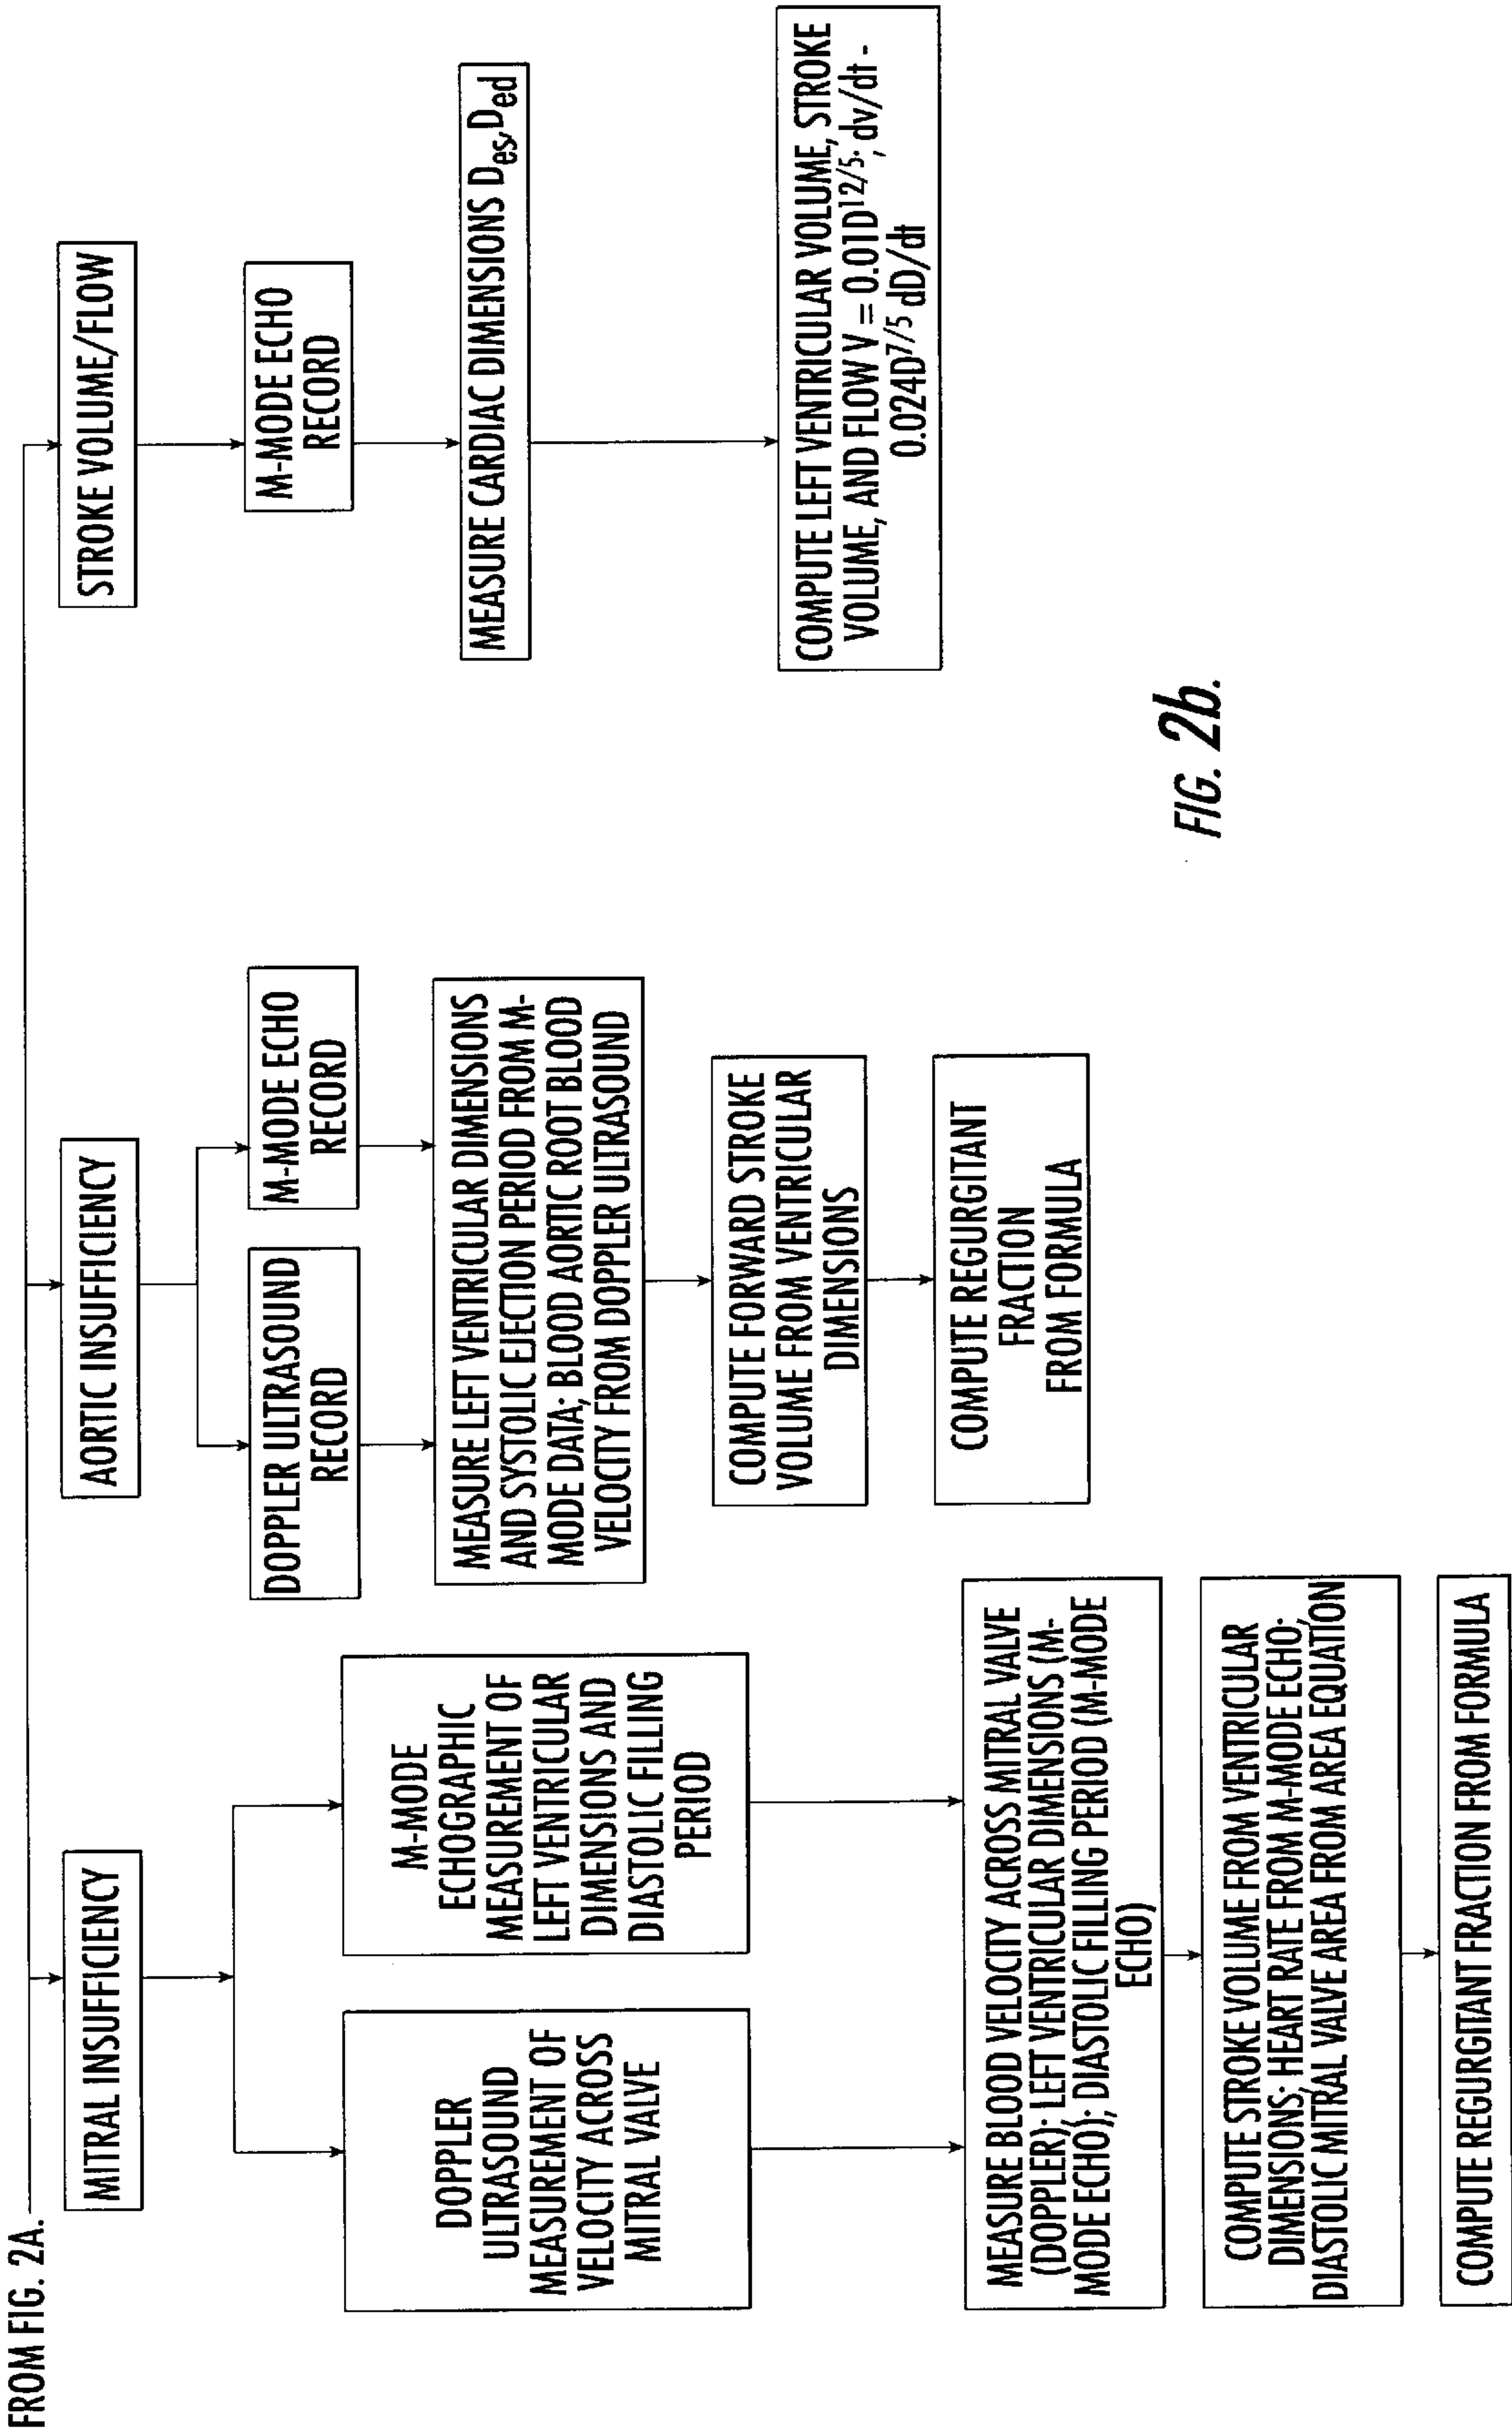 FROM FIG. 2A.
MITRAL INSUFFICIENCY
DOPPLER
ULTRASOUND
MEASUREMENT OF
VELOCITY ACROSS
MITRAL VALVE
M-MODE
ECHOGRAPHIC
MEASUREMENT OF
LEFT VENTRICULAR
DIMENSIONS AND
DIASTOLIC FILLING
PERIOD
MEASURE BLOOD VELOCITY ACROSS MITRAL VALVE
(DOPPLER); LEFT VENTRICULAR DIMENSIONS (M-
MODE ECHO); DIASTOLIC FILLING PERIOD (M-MODE
ECHO)
COMPUTE STROKE VOLUME FROM VENTRICULAR
DIMENSIONS; HEART RATE FROM M-MODE ECHO;
DIASTOLIC MITRAL VALVE AREA FROM AREA EQUATION
COMPUTE REGURGITANT FRACTION FROM FORMULA
AORTIC INSUFFICIENCY
DOPPLER ULTRASOUND
RECORD
M-MODE ECHO
RECORD
MEASURE LEFT VENTRICULAR DIMENSIONS
AND SYSTOLIC EJECTION PERIOD FROM M-
MODE DATA; BLOOD AORTIC ROOT BLOOD
VELOCITY FROM DOPPLER ULTRASOUND
COMPUTE FORWARD STROKE
VOLUME FROM VENTRICULAR
DIMENSIONS
COMPUTE REGURGITANT
FRACTION
FROM FORMULA
STROKE VOLUME/FLOW
M-MODE ECHO
RECORD
MEASURE CARDIAC DIMENSIONS Des,Ded
COMPUTE LEFT VENTRICULAR VOLUME, STROKE
VOLUME, AND FLOW V = 0.01D12/5; dv/dt -
0.024D7/5 dD/dt
FIG. 2b.